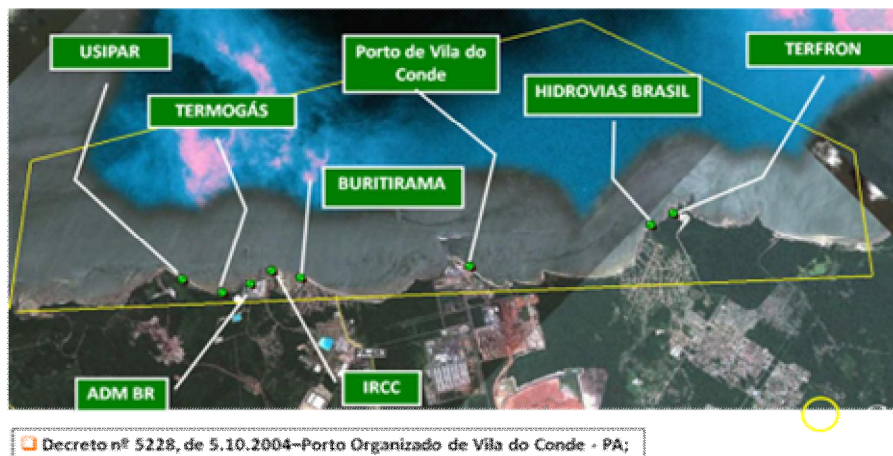 USIPAR
Porto de Vila do
Conde
TERFRON
TERMOGÁS
HIDROVIAS BRASIL
BURITIRAMA
ADM BR
IRCC
Decreto nº 5228, de 5.10.2004–Porto Organizado de Vila do Conde - PA;